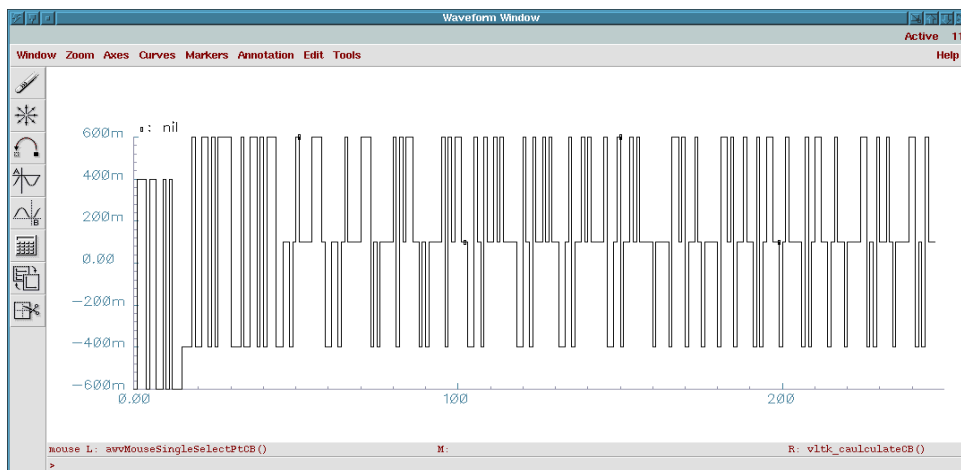 Waveform Window
Active 11
Window Zoom Axes Curves Markers Annotation Edit Tools Help
▯: nil
600m
400m
200m
0.00
-200m
-400m
-600m
0.00 100 200
mouse L: awvMouseSingleSelectPtCB() M: R: vltk_caulculateCB()
>